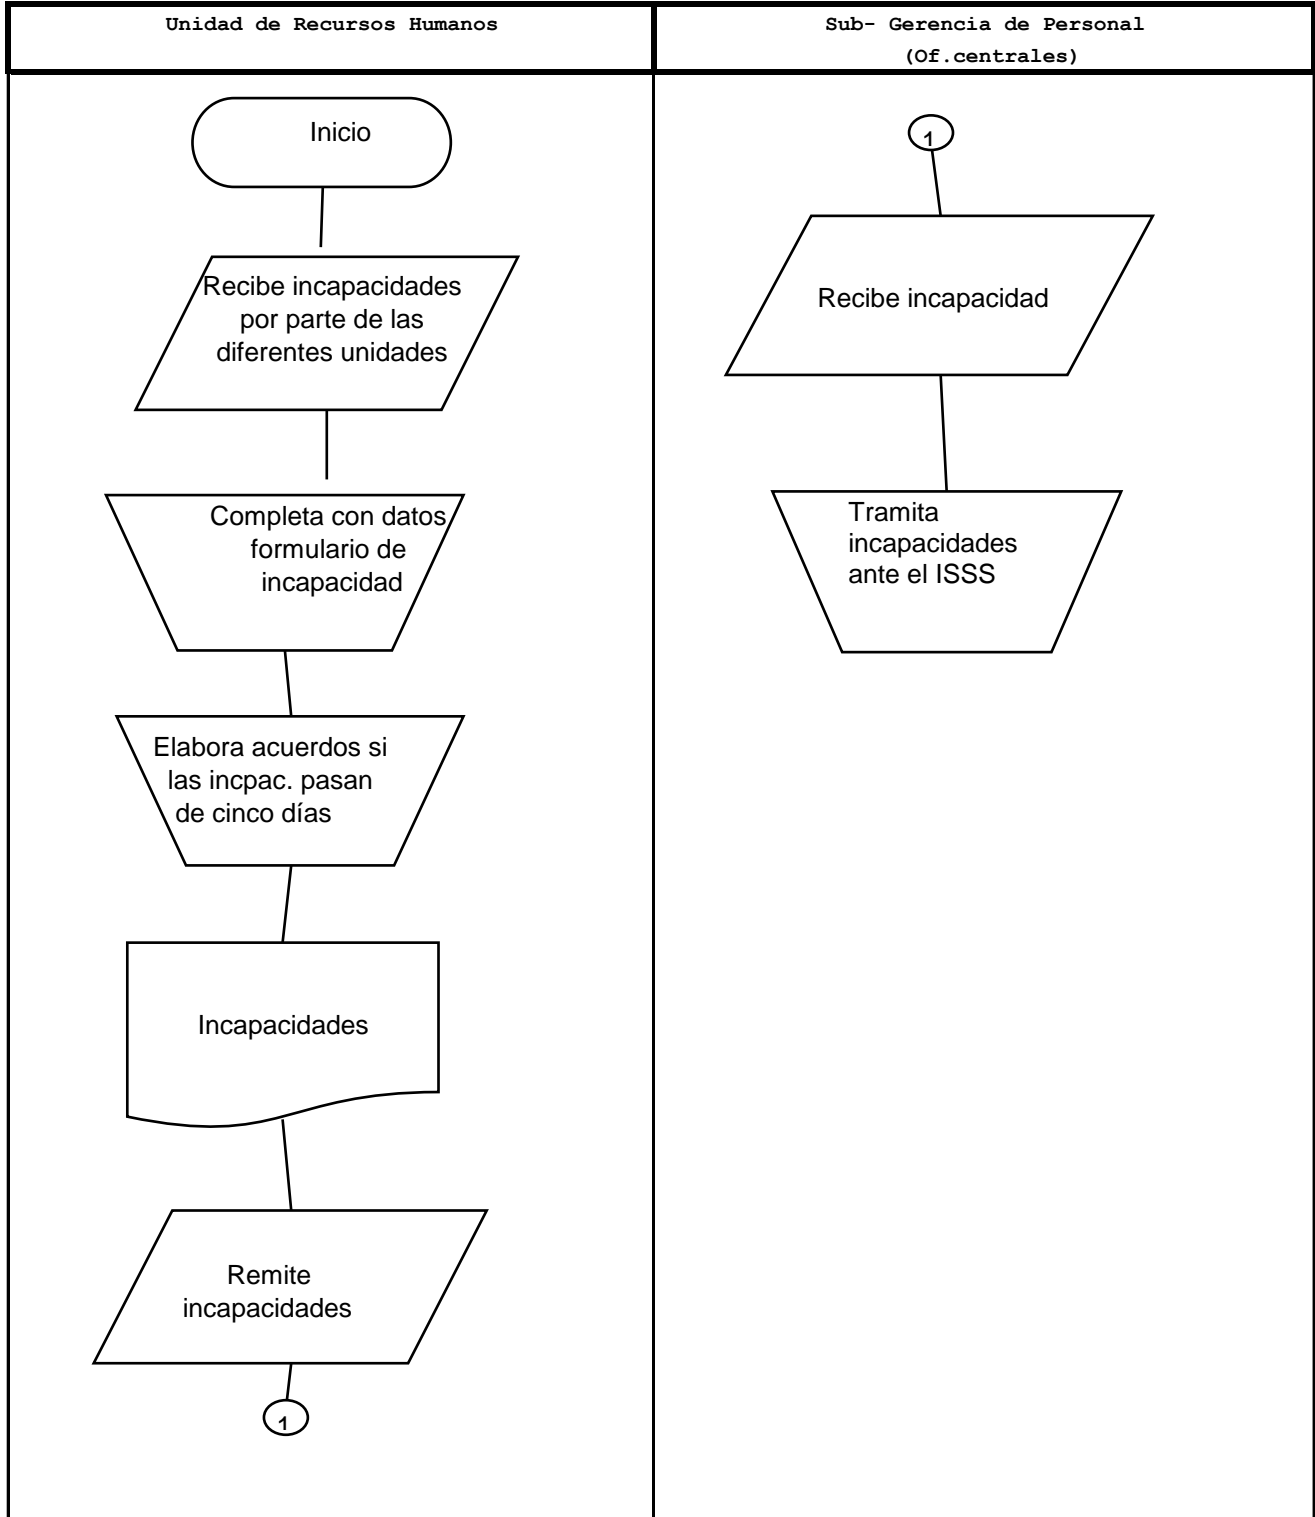 Unidad de Recursos Humanos
Sub- Gerencia de Personal
(Of.centrales)
Inicio
Recibe incapacidades
por parte de las
diferentes unidades
Completa con datos
formulario de
incapacidad
Elabora acuerdos si
las incpac. pasan
de cinco días
Incapacidades
Remite
incapacidades
1
1
Recibe incapacidad
Tramita
incapacidades
ante el ISSS